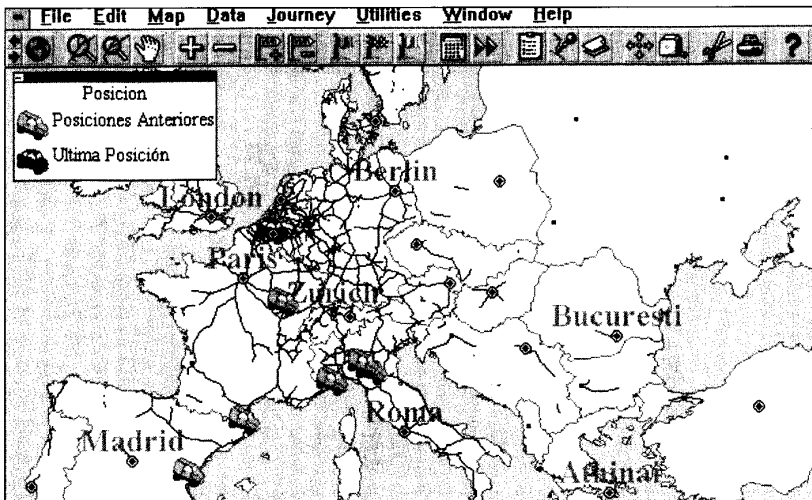 File Edit Map Data Journey Utilities Window Help
?
Posicion
Posiciones Anteriores
Ultima Posición
Berlin
London
Paris
Zurich
Bucuresti
Roma
Madrid
Athinai